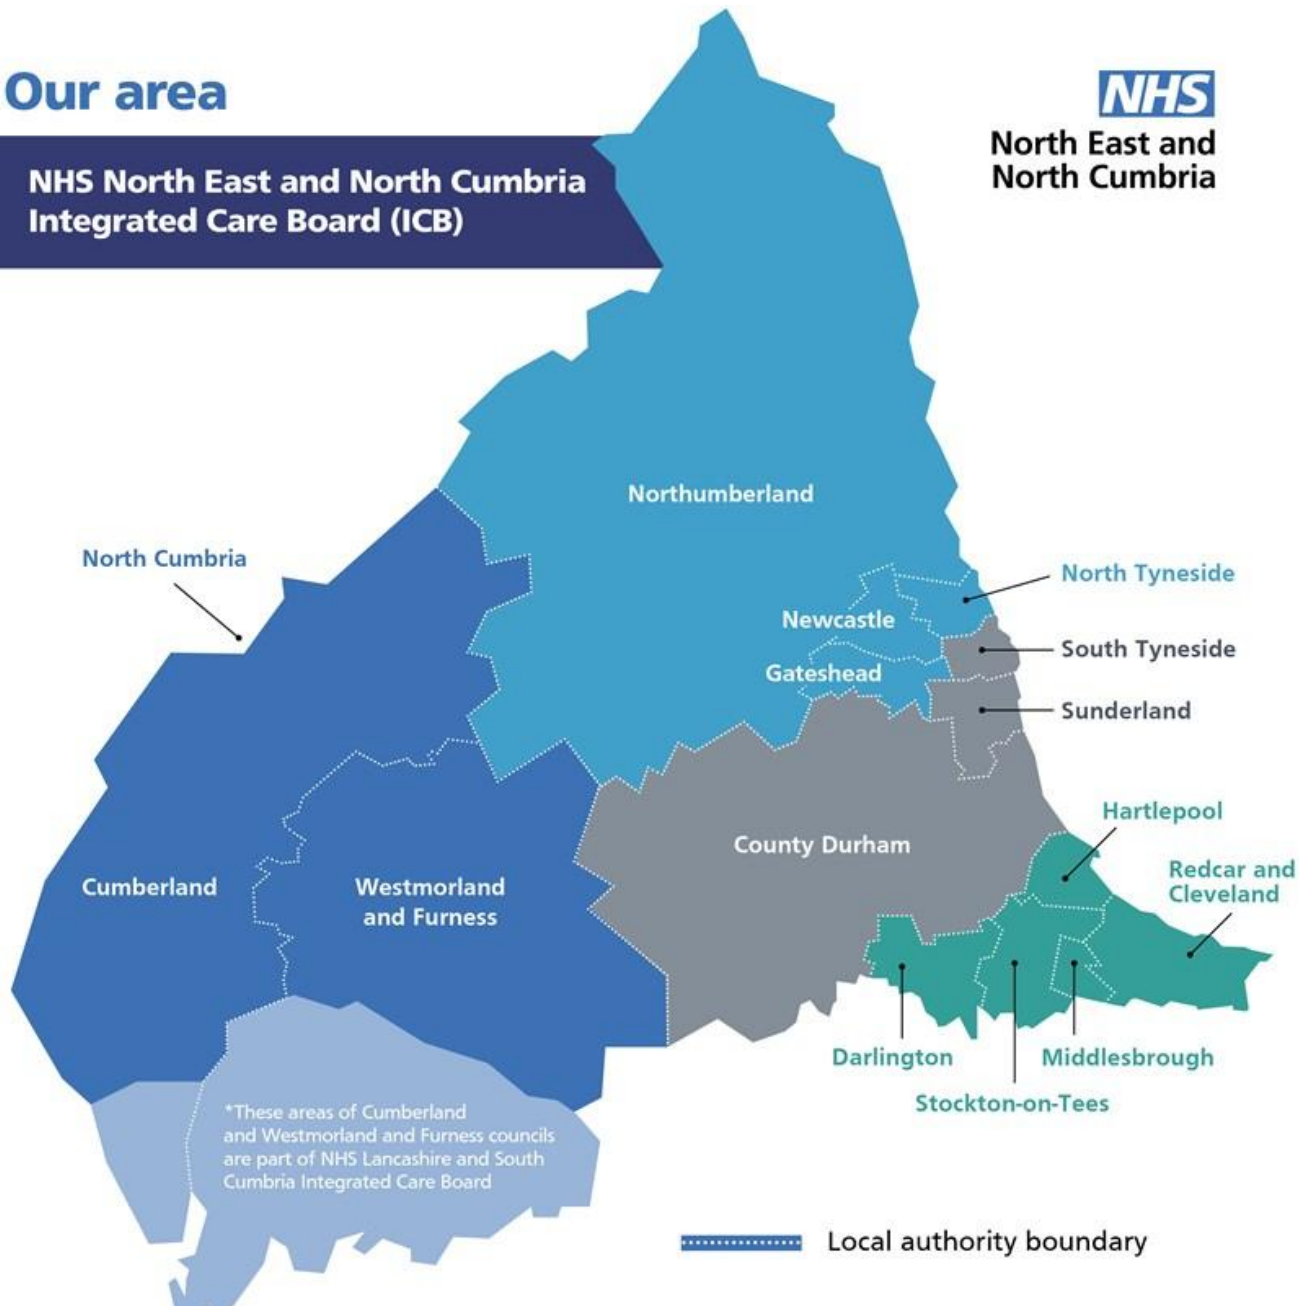 Our area
NHS
North East and
North Cumbria
NHS North East and North Cumbria
Integrated Care Board (ICB)
Northumberland
North Cumbria
North Tyneside
Newcastle
South Tyneside
Gateshead
Sunderland
Hartlepool
County Durham
Redcar and
Cleveland
Cumberland
Westmorland
and Furness
Darlington
Middlesbrough
Stockton-on-Tees
*These areas of Cumberland
and Westmorland and Furness councils
are part of NHS Lancashire and South
Cumbria Integrated Care Board
Local authority boundary